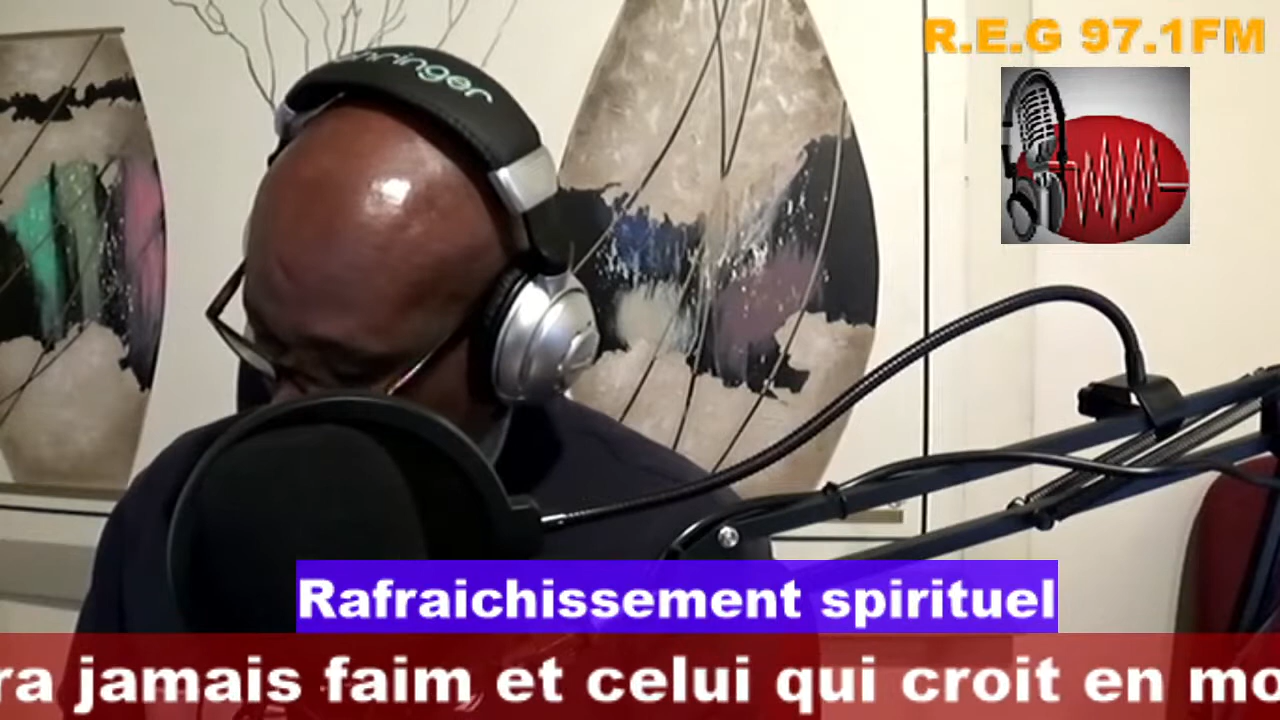 R.E.G 97.1FM
Rafraichissement spirituel
jamais faim et celui qui croit en